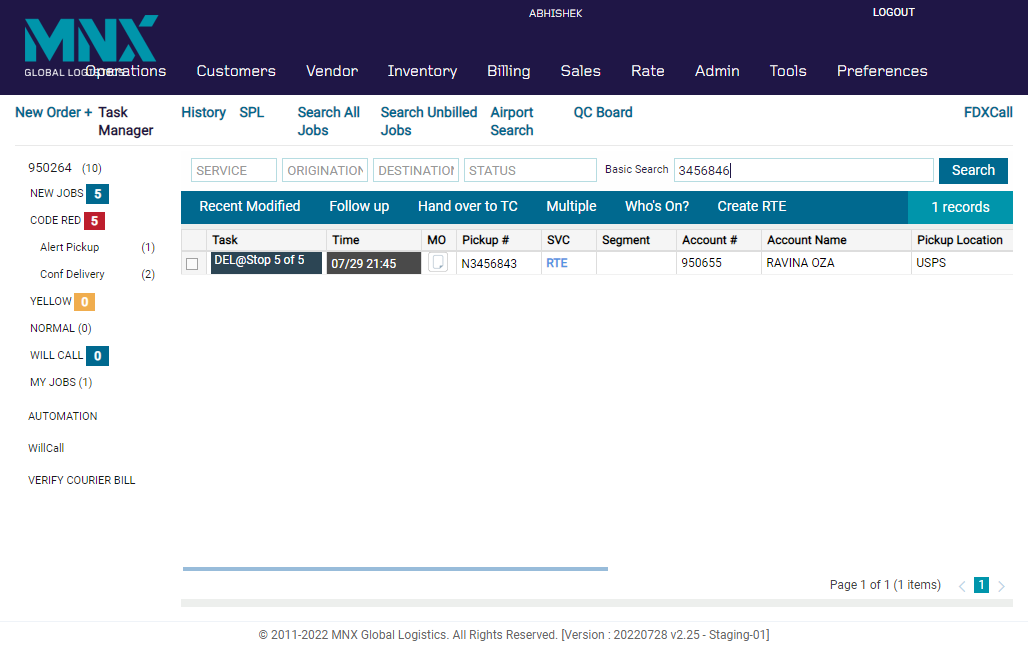 ABHISHEK
LOGOUT
MNX
GLOBAL LOGISTICS
Operations Customers Vendor Inventory Billing Sales Rate Admin Tools Preferences
New Order + Task Manager History SPL Search All Jobs Search Unbilled Jobs Airport Search QC Board FDXCall
950264 (10)
NEW JOBS 5
CODE RED 5
Alert Pickup (1)
Conf Delivery (2)
YELLOW 0
NORMAL (0)
WILL CALL 0
MY JOBS (1)
AUTOMATION
WillCall
VERIFY COURIER BILL
SERVICE ORIGINATION DESTINATION STATUS Basic Search 3456846 Search
Recent Modified Follow up Hand over to TC Multiple Who's On? Create RTE 1 records
Task Time MO Pickup # SVC Segment Account # Account Name Pickup Location
DEL@Stop 5 of 5 07/29 21:45 N3456843 RTE 950655 RAVINA OZA USPS
Page 1 of 1 (1 items) 1
© 2011-2022 MNX Global Logistics. All Rights Reserved. [Version : 20220728 v2.25 - Staging-01]